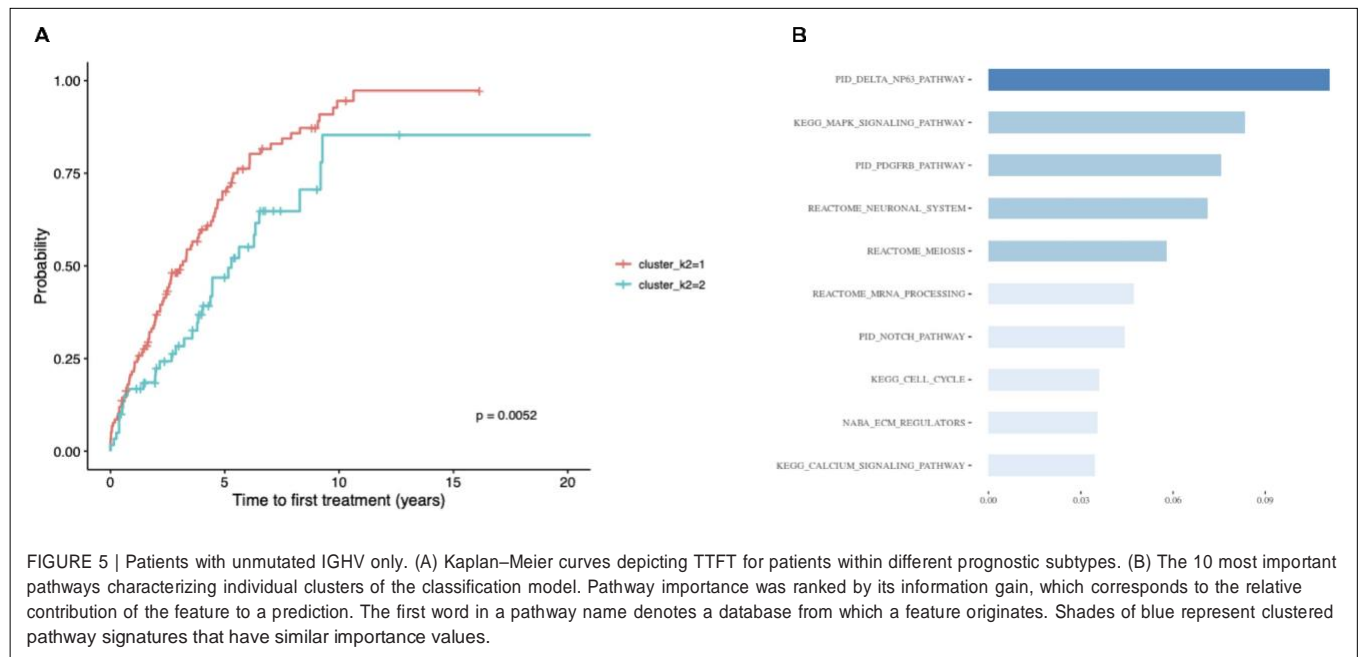 A
B
1.00
0.75
0.50
0.25
0.00
Probability
0
5
10
15
20
Time to first treatment (years)
p = 0.0052
cluster_k2=1
cluster_k2=2
PID_DELTA_NP63_PATHWAY
KEGG_MAPK_SIGNALING_PATHWAY
PID_PDGFRB_PATHWAY
REACTOME_NEURONAL_SYSTEM
REACTOME_MEIOSIS
REACTOME_MRNA_PROCESSING
PID_NOTCH_PATHWAY
KEGG_CELL_CYCLE
NABA_ECM_REGULATORS
KEGG_CALCIUM_SIGNALING_PATHWAY
0.00
0.03
0.06
0.09
FIGURE 5 | Patients with unmutated IGHV only. (A) Kaplan–Meier curves depicting TTFT for patients within different prognostic subtypes. (B) The 10 most important
pathways characterizing individual clusters of the classification model. Pathway importance was ranked by its information gain, which corresponds to the relative
contribution of the feature to a prediction. The first word in a pathway name denotes a database from which a feature originates. Shades of blue represent clustered
pathway signatures that have similar importance values.